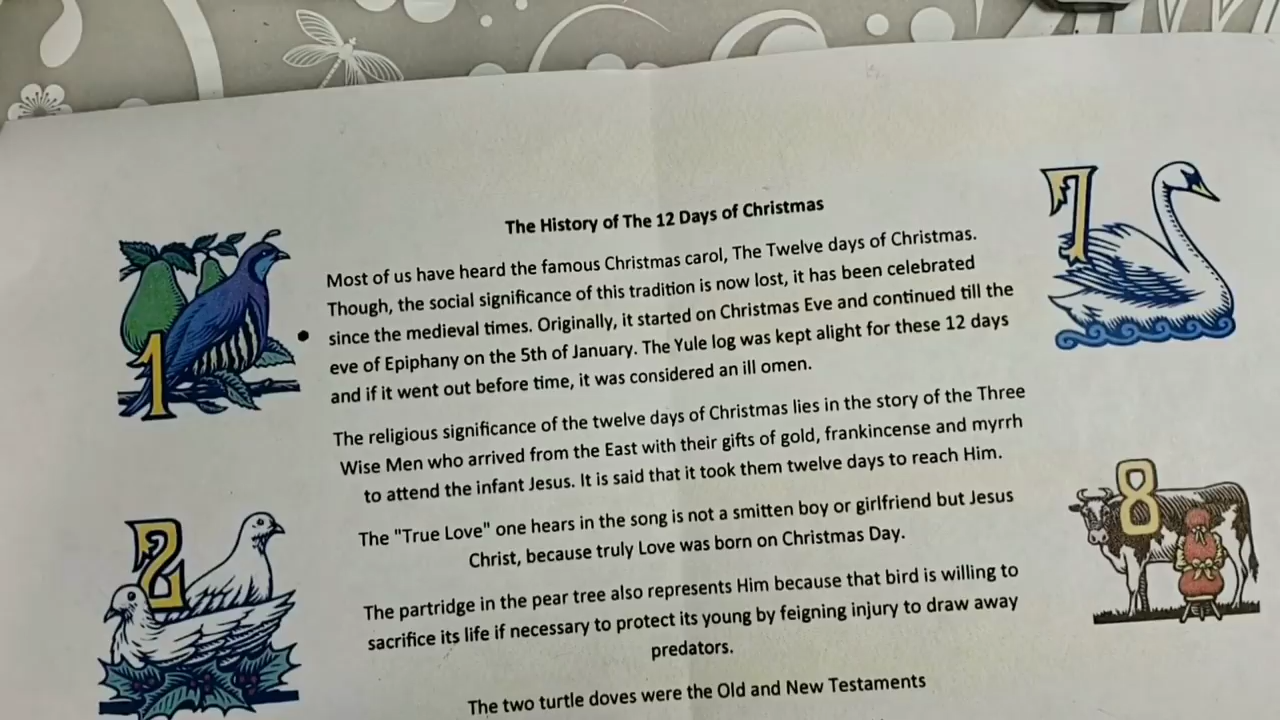 The History of The 12 Days of Christmas
Most of us have heard the famous Christmas carol, The Twelve days of Christmas.
Though, the social significance of this tradition is now lost, it has been celebrated
since the medieval times. Originally, it started on Christmas Eve and continued till the
eve of Epiphany on the 5th of January. The Yule log was kept alight for these 12 days
and if it went out before time, it was considered an ill omen.
The religious significance of the twelve days of Christmas lies in the story of the Three
Wise Men who arrived from the East with their gifts of gold, frankincense and myrrh
to attend the infant Jesus. It is said that it took them twelve days to reach Him.
The "True Love" one hears in the song is not a smitten boy or girlfriend but Jesus
Christ, because truly Love was born on Christmas Day.
The partridge in the pear tree also represents Him because that bird is willing to
sacrifice its life if necessary to protect its young by feigning injury to draw away
predators.
The two turtle doves were the Old and New Testaments
1
2
7
8